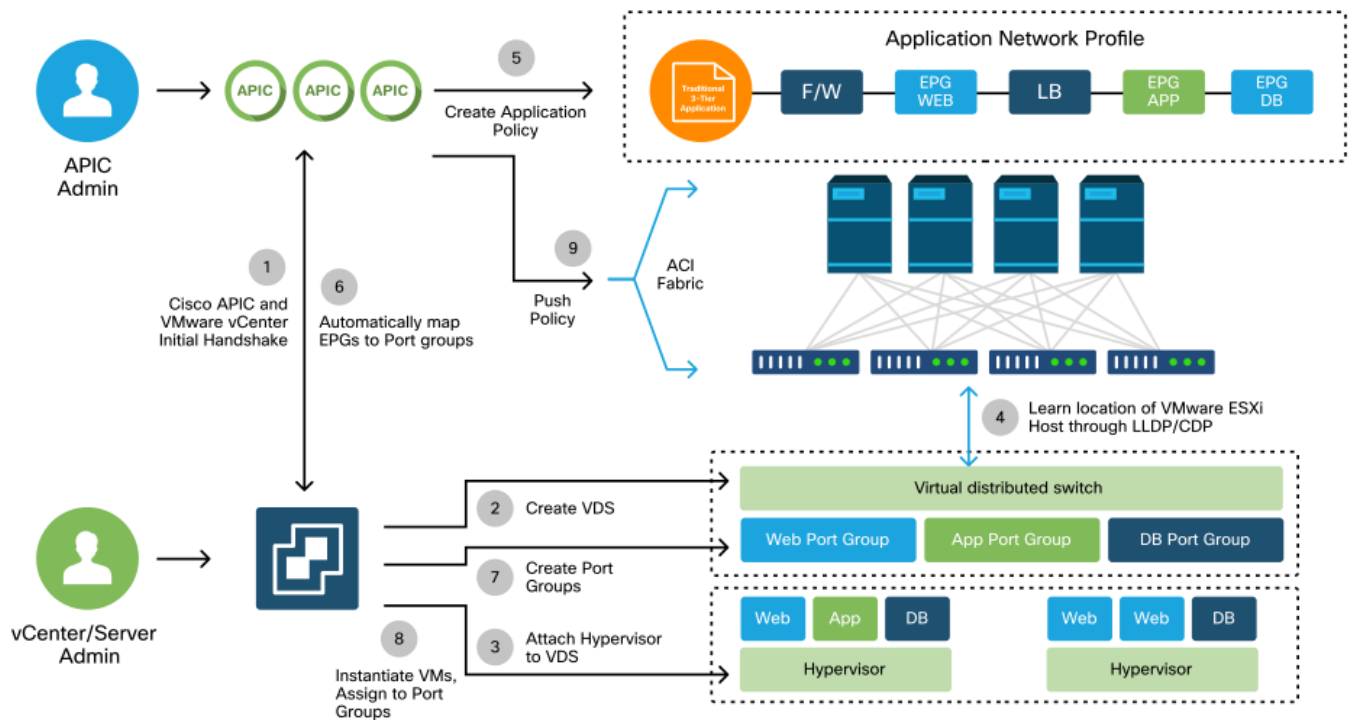 Application Network Profile
APIC
APIC
APIC
5
Create Application
Policy
Traditional
3-Tier
Application
F/W
EPG
WEB
LB
EPG
APP
EPG
DB
APIC
Admin
1
Cisco APIC and
VMware vCenter
Initial Handshake
6
Automatically map
EPGs to Port groups
9
Push
Policy
ACI
Fabric
4
Learn location of VMware ESXi
Host through LLDP/CDP
vCenter/Server
Admin
2
Create VDS
7
Create Port
Groups
8
Instantiate VMs,
Assign to Port
Groups
3
Attach Hypervisor
to VDS
Virtual distributed switch
Web Port Group
App Port Group
DB Port Group
Web
App
DB
Hypervisor
Web
Web
DB
Hypervisor